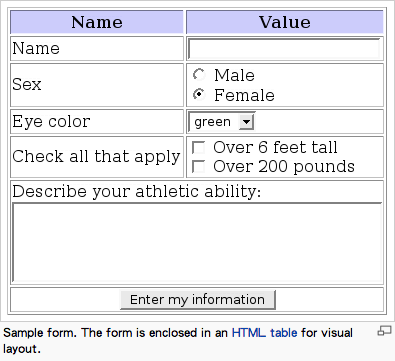 Name Value
Name
Sex
Male
Female
Eye color green
Check all that apply
Over 6 feet tall
Over 200 pounds
Describe your athletic ability:
Enter my information
Sample form. The form is enclosed in an HTML table for visual
layout.